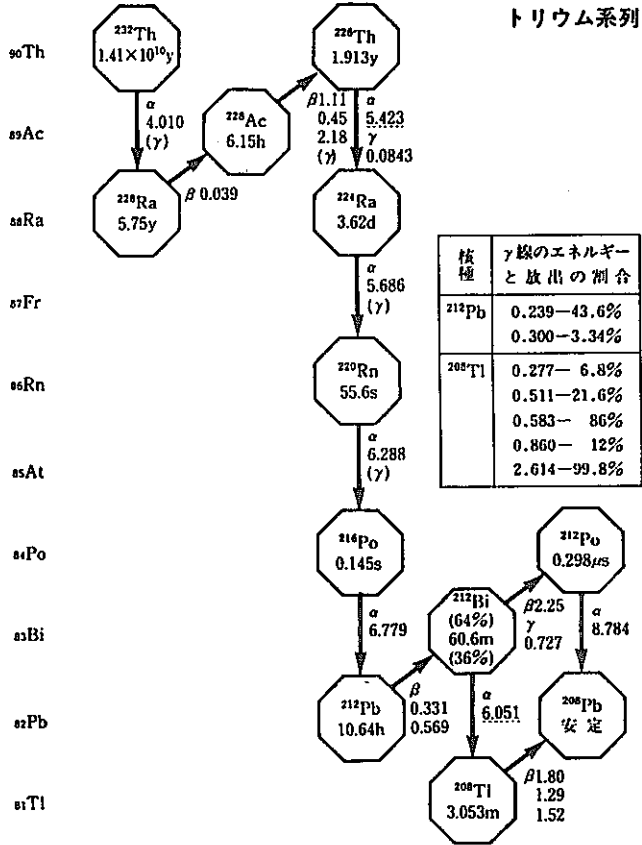 トリウム系列
₉₀Th
²³²Th
1.41×10¹⁰y
²²⁸Th
1.913y
α
4.010
(γ)
β1.11
0.45
2.18
(γ)
α
5.423
γ
0.0843
₈₉Ac
²²⁸Ac
6.15h
₈₈Ra
²²⁸Ra
5.75y
β 0.039
²²⁴Ra
3.62d
α
5.686
(γ)
₈₇Fr
₈₆Rn
²²⁰Rn
55.6s
α
6.288
(γ)
₈₅At
核種
γ線のエネルギー
と放出の割合
²¹²Pb
0.239—43.6%
0.300—3.34%
²⁰⁸Tl
0.277— 6.8%
0.511—21.6%
0.583— 86%
0.860— 12%
2.614—99.8%
₈₄Po
²¹⁶Po
0.145s
²¹²Po
0.298μs
α
6.779
₈₃Bi
²¹²Bi
(64%)
60.6m
(36%)
β2.25
γ
0.727
α
8.784
₈₂Pb
²¹²Pb
10.64h
β
0.331
0.569
α
6.051
²⁰⁸Pb
安定
₈₁Tl
²⁰⁸Tl
3.053m
β1.80
1.29
1.52